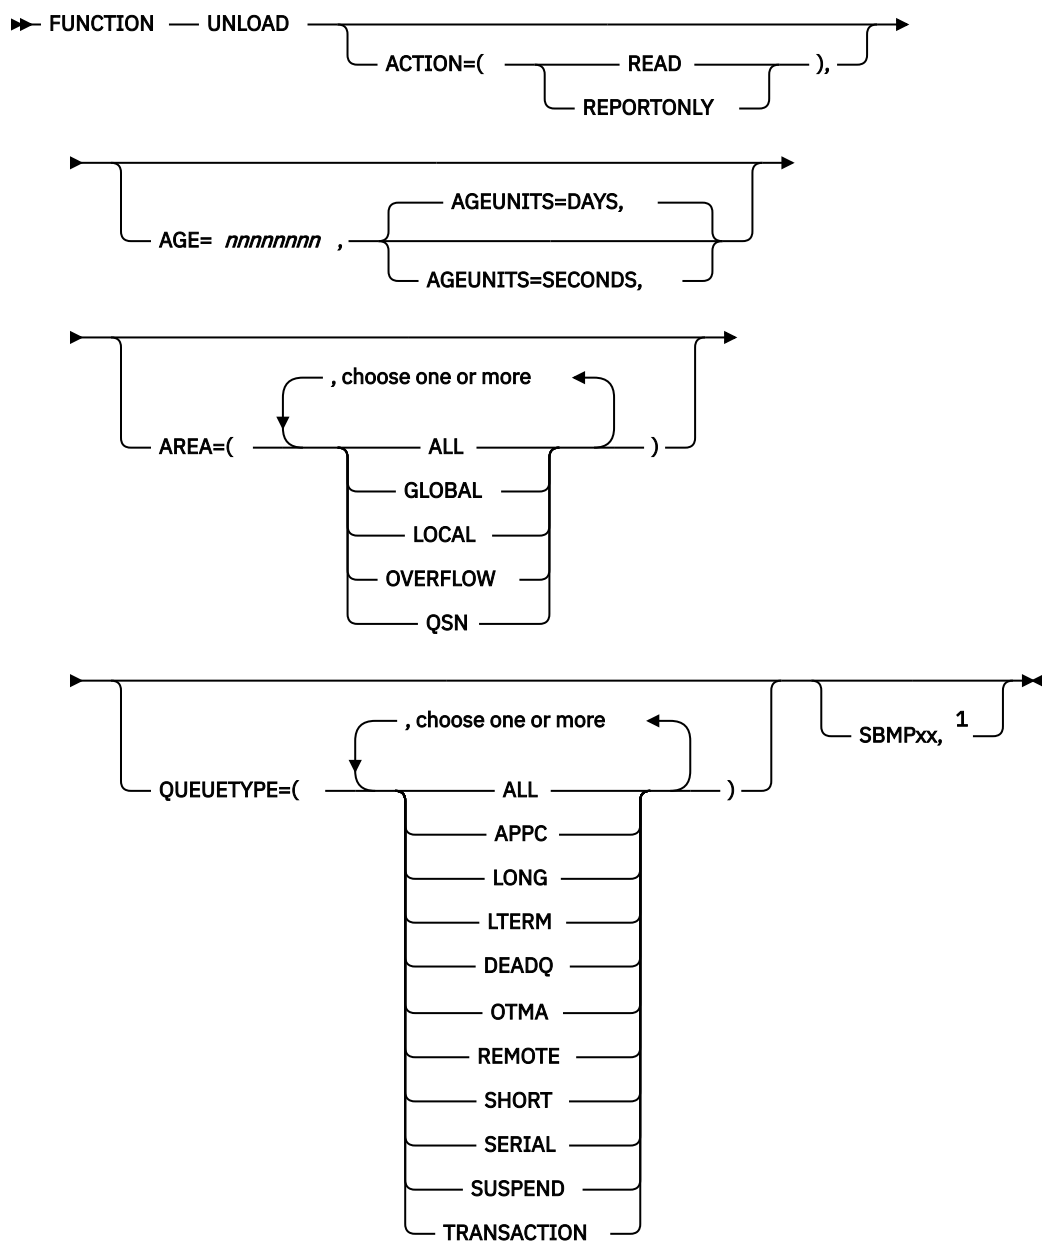 FUNCTION UNLOAD
ACTION=( READ ),
REPORTONLY
AGEUNITS=DAYS,
AGE= nnnnnnnn ,
AGEUNITS=SECONDS,
, choose one or more
AREA=( ALL )
GLOBAL
LOCAL
OVERFLOW
QSN
, choose one or more
SBMPxx, 1
QUEUETYPE=( ALL )
APPC
LONG
LTERM
DEADQ
OTMA
REMOTE
SHORT
SERIAL
SUSPEND
TRANSACTION